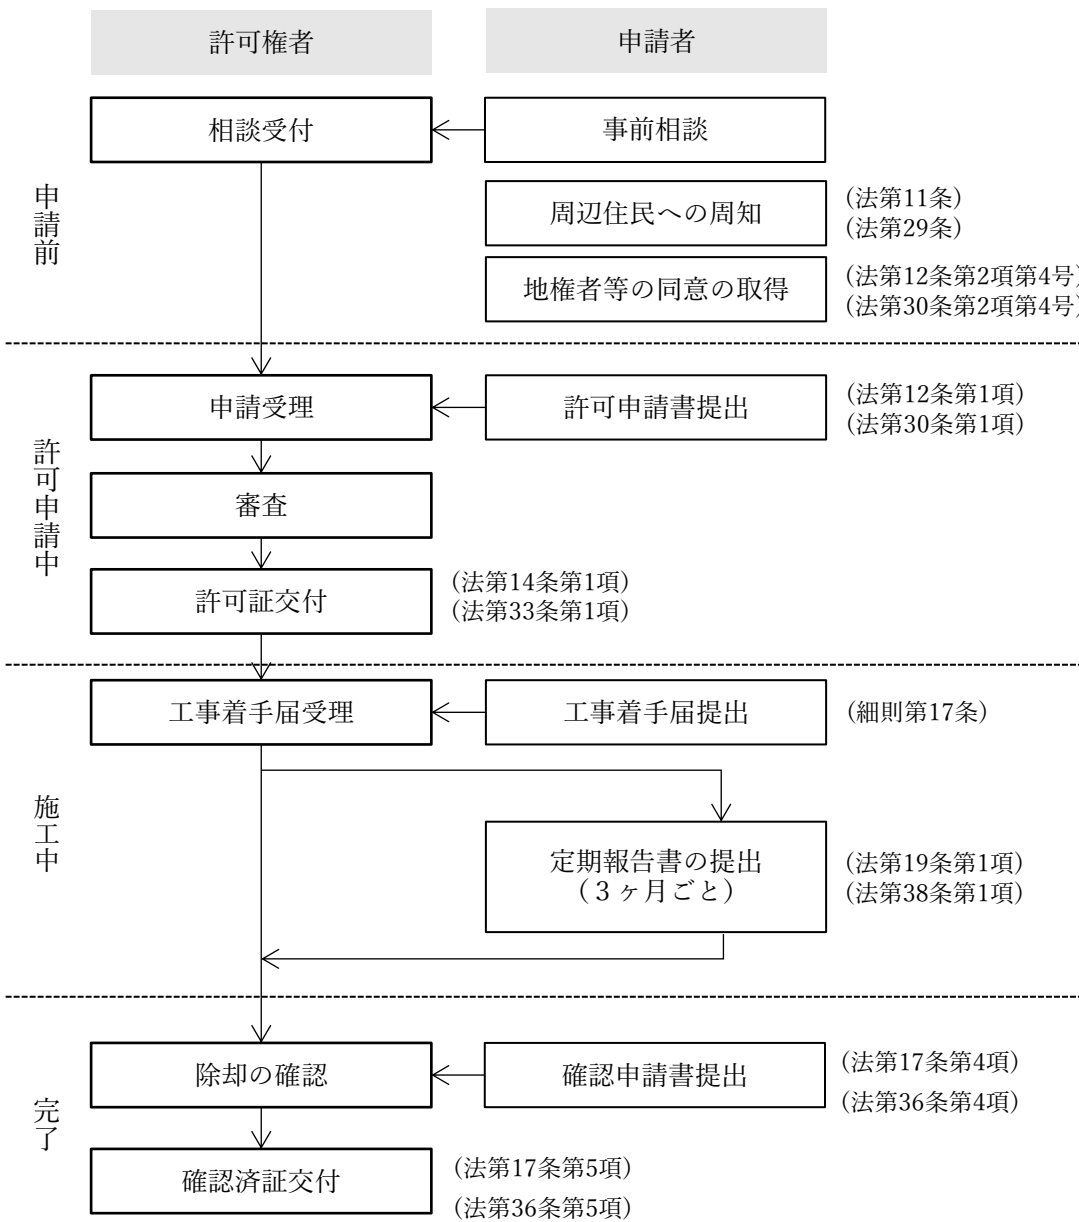 許可権者
申請者
申請前
相談受付
事前相談
周辺住民への周知
(法第11条)
(法第29条)
地権者等の同意の取得
(法第12条第2項第4号)
(法第30条第2項第4号)
許可申請中
申請受理
許可申請書提出
(法第12条第1項)
(法第30条第1項)
審査
許可証交付
(法第14条第1項)
(法第33条第1項)
施工中
工事着手届受理
工事着手届提出
(細則第17条)
定期報告書の提出
(３ヶ月ごと)
(法第19条第1項)
(法第38条第1項)
完了
除却の確認
確認申請書提出
(法第17条第4項)
(法第36条第4項)
確認済証交付
(法第17条第5項)
(法第36条第5項)